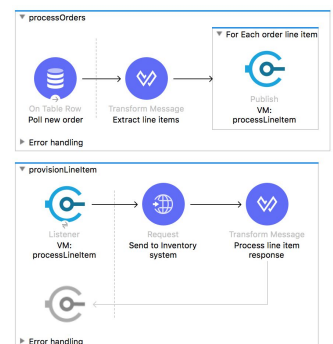 processOrders
For Each order line item
On Table Row
Poll new order
Transform Message
Extract line items
Publish
VM:
processLineItem
Error handling
provisionLineItem
Listener
VM:
processLineItem
Request
Send to Inventory
system
Transform Message
Process line item
response
Error handling